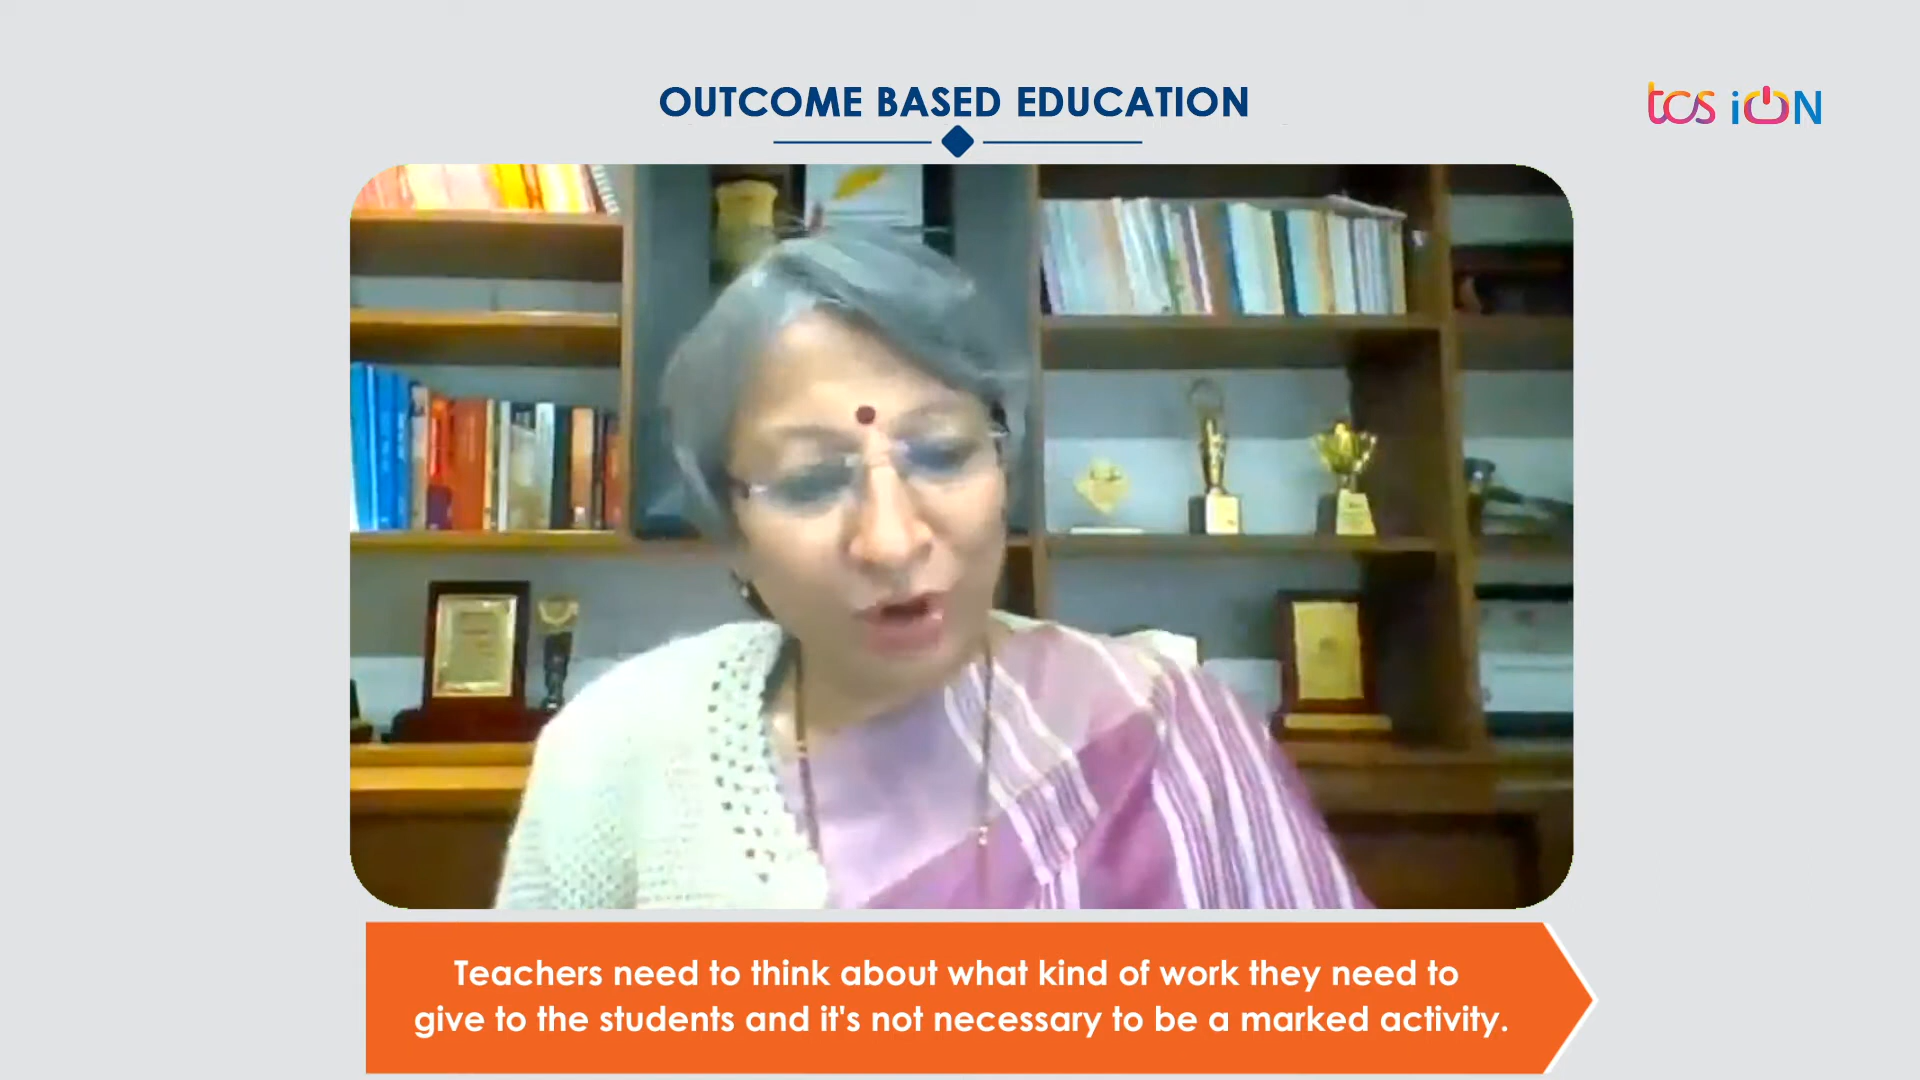 OUTCOME BASED EDUCATION
tcs iON
Teachers need to think about what kind of work they need to
give to the students and it's not necessary to be a marked activity.